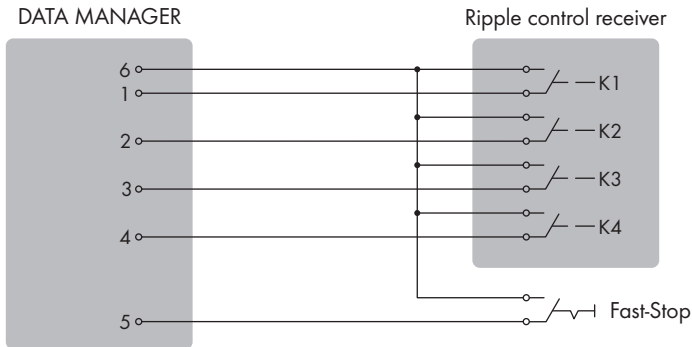 DATA MANAGER
Ripple control receiver
6
1
K1
2
K2
3
K3
4
K4
5
Fast-Stop